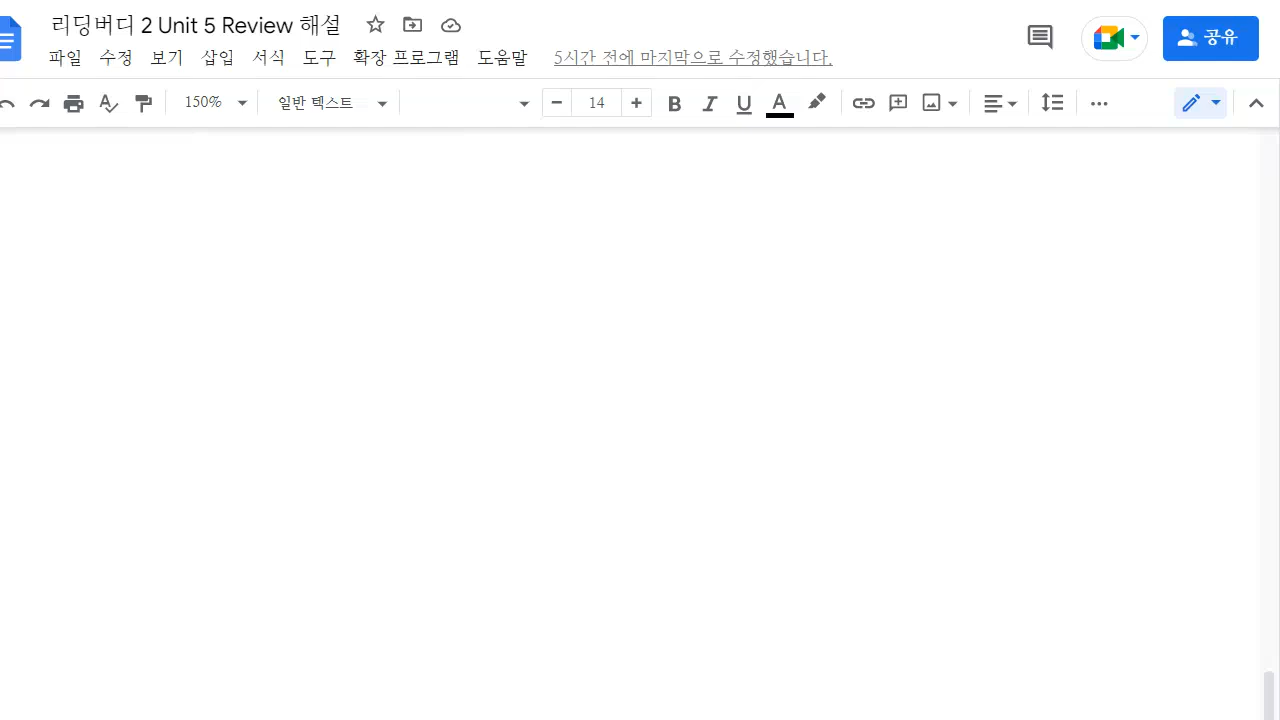 리딩버디 2 Unit 5 Review 해설
파일 수정 보기 삽입 서식 도구 확장 프로그램 도움말 5시간 전에 마지막으로 수정했습니다.
공유
150% 일반 텍스트 14 B I U A